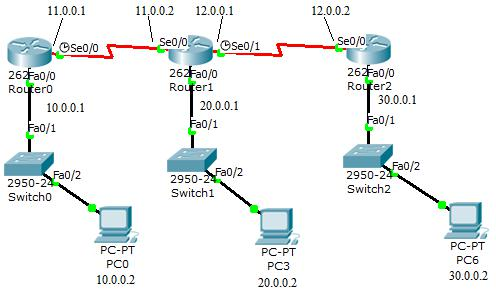 11.0.0.1 11.0.0.2 12.0.0.1 12.0.0.2
Se0/0 Se0/0 Se0/1 Se0/0
262 Fa0/0 262 Fa0/0 262 Fa0/0
Router0 Router1 Router2
10.0.0.1 20.0.0.1 30.0.0.1
Fa0/1 Fa0/1 Fa0/1
2950-24 Fa0/2 2950-24 Fa0/2 2950-24 Fa0/2
Switch0 Switch1 Switch2
PC-PT PC-PT PC-PT
PC0 PC3 PC6
10.0.0.2 20.0.0.2 30.0.0.2